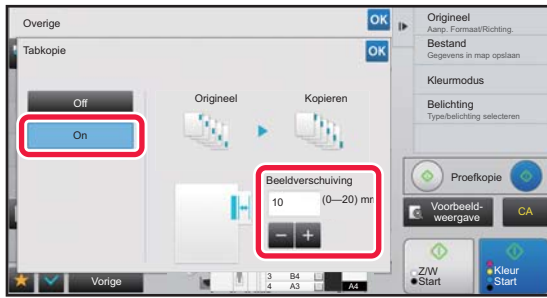 Overige
OK
Tabkopie
OK
Off
On
Origineel
Kopieren
Beeldverschuiving
10
(0—20) mm
Vorige
3 B4
4 A3
A4
Origineel
Aanp. Formaat/Richting.
Bestand
Gegevens in map opslaan
Kleurmodus
Belichting
Type/belichting selecteren
Proefkopie
Voorbeeld-
weergave
CA
Z/W
Start
Kleur
Start